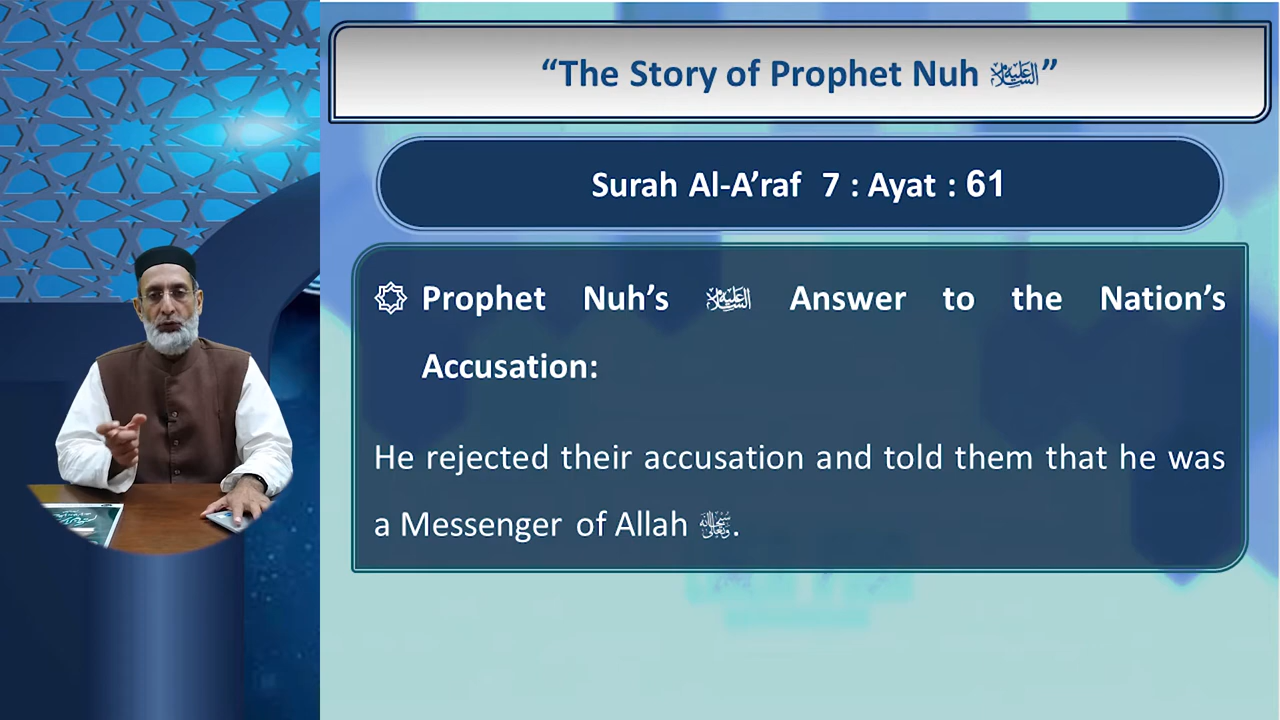 “The Story of Prophet Nuh عليه السلام”
Surah Al-A’raf 7 : Ayat : 61
Prophet Nuh’s عليه السلام Answer to the Nation’s
Accusation:
He rejected their accusation and told them that he was
a Messenger of Allah سبحانه وتعالى.